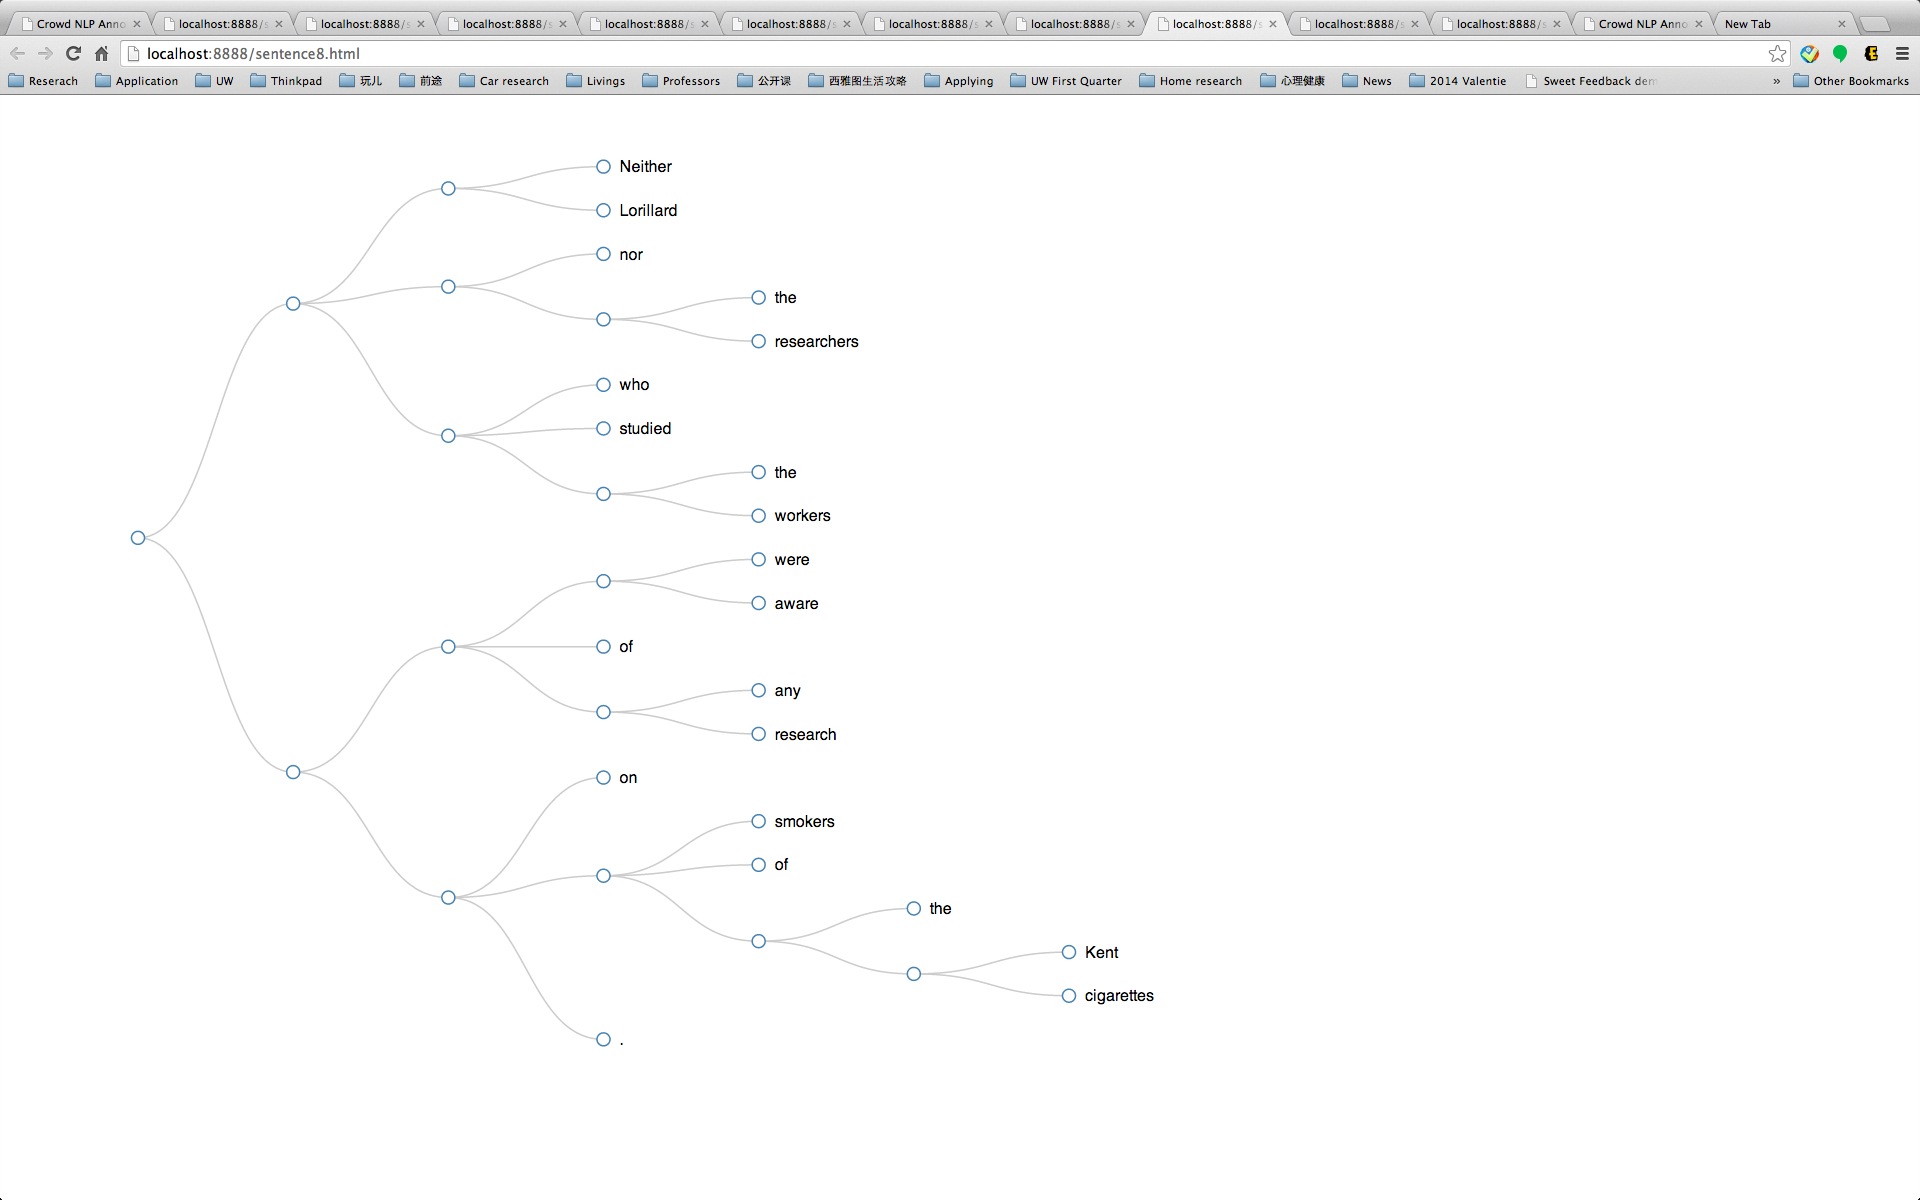 Crowd NLP Anno
localhost:8888/s
localhost:8888/s
localhost:8888/s
localhost:8888/s
localhost:8888/s
localhost:8888/s
localhost:8888/s
localhost:8888/s
localhost:8888/s
localhost:8888/s
Crowd NLP Anno
New Tab
localhost:8888/sentence8.html
Reserach
Application
UW
Thinkpad
玩儿
前途
Car research
Livings
Professors
公开课
西雅图生活攻略
Applying
UW First Quarter
Home research
心理健康
News
2014 Valentie
Sweet Feedback dem
»
Other Bookmarks
Neither
Lorillard
nor
the
researchers
who
studied
the
workers
were
aware
of
any
research
on
smokers
of
the
Kent
cigarettes
.